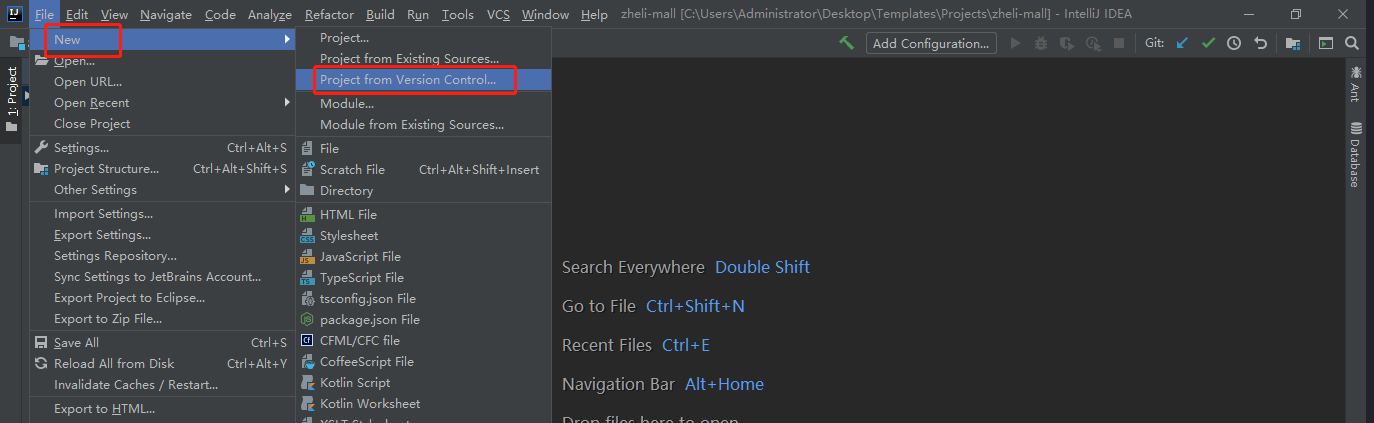 File Edit View Navigate Code Analyze Refactor Build Run Tools VCS Window Help zheli-mall [C:\Users\Administrator\Desktop\Templates\Projects\zheli-mall] - IntelliJ IDEA
Add Configuration...
Git:
1: Project
New
Open...
Open URL...
Open Recent
Close Project
Settings... Ctrl+Alt+S
Project Structure... Ctrl+Alt+Shift+S
Other Settings
Import Settings...
Export Settings...
Settings Repository...
Sync Settings to JetBrains Account...
Export Project to Eclipse...
Export to Zip File...
Save All Ctrl+S
Reload All from Disk Ctrl+Alt+Y
Invalidate Caches / Restart...
Export to HTML...
Project...
Project from Existing Sources...
Project from Version Control...
Module...
Module from Existing Sources...
File
Scratch File Ctrl+Alt+Shift+Insert
Directory
HTML File
Stylesheet
JavaScript File
TypeScript File
tsconfig.json File
package.json File
CFML/CFC file
CoffeeScript File
Kotlin Script
Kotlin Worksheet
XSLT Stylesheet
Search Everywhere Double Shift
Go to File Ctrl+Shift+N
Recent Files Ctrl+E
Navigation Bar Alt+Home
Drop files here to open
Ant
Database